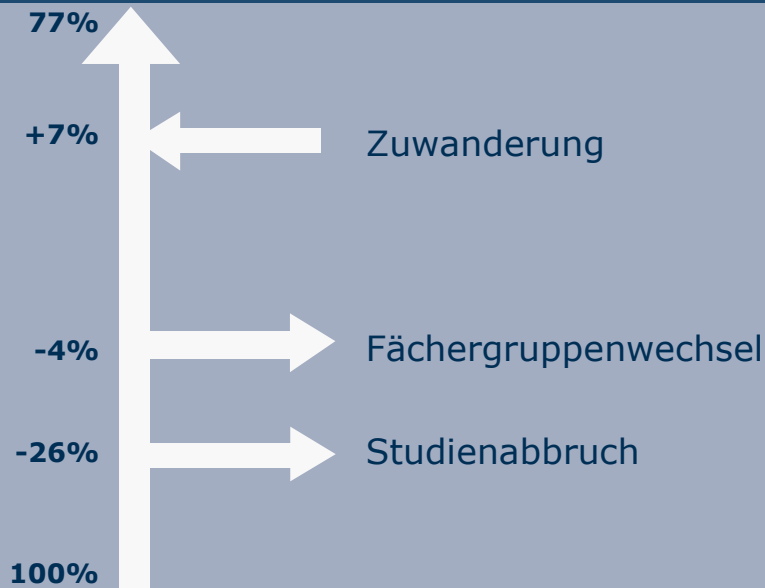 77%
+7% Zuwanderung
-4% Fächergruppenwechsel
-26% Studienabbruch
100%